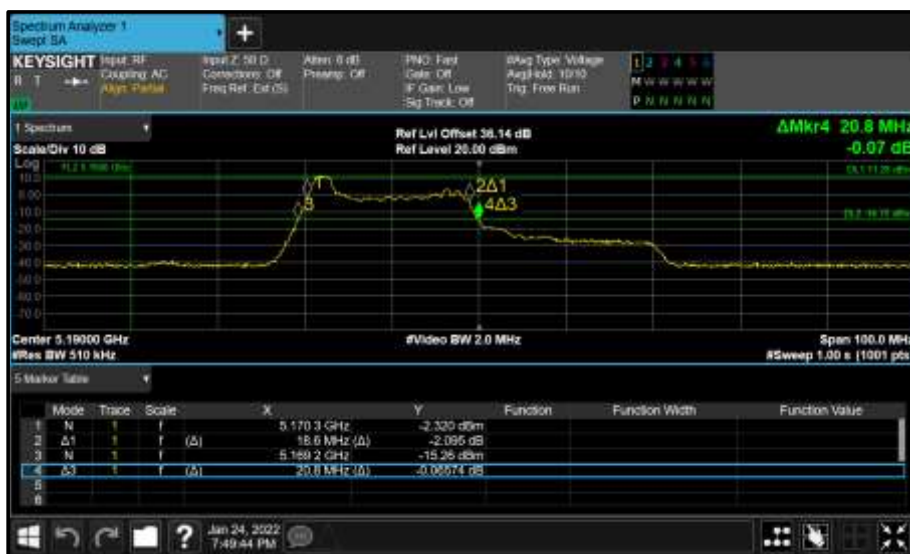 Spectrum Analyzer 1
Swept SA
+
KEYSIGHT
R T
Input: RF
Coupling: AC
Align: Partial
Input Z: 50 Ω
Corrections: Off
Freq Ref: Ext (S)
Atten: 8 dB
Preamp: Off
PNO: Fast
Gate: Off
IF Gain: Low
Sig Track: Off
#Avg Type: Voltage
Avg|Hold: 10/10
Trig: Free Run
1 2 3 4 5 6
M W W W W W
P N N N N N
1 Spectrum
Scale/Div 10 dB
Ref Lvl Offset 36.14 dB
Ref Level 20.00 dBm
ΔMkr4 20.8 MHz
-0.07 dB
Log
10.0
0.00
-10.0
-20.0
-30.0
-40.0
-50.0
-60.0
-70.0
1
2Δ1
3
4Δ3
Center 5.19000 GHz
#Res BW 510 kHz
#Video BW 2.0 MHz
Span 100.0 MHz
#Sweep 1.00 s (1001 pts)
5 Marker Table
Mode Trace Scale X Y Function Function Width Function Value
1 N 1 f 5.170 3 GHz -2.320 dBm
2 Δ1 1 f (Δ) 18.6 MHz (Δ) -2.095 dB
3 N 1 f 5.169 2 GHz -15.26 dBm
4 Δ3 1 f (Δ) 20.8 MHz (Δ) -0.06574 dB
5
6
?
Jan 24, 2022
7:49:44 PM